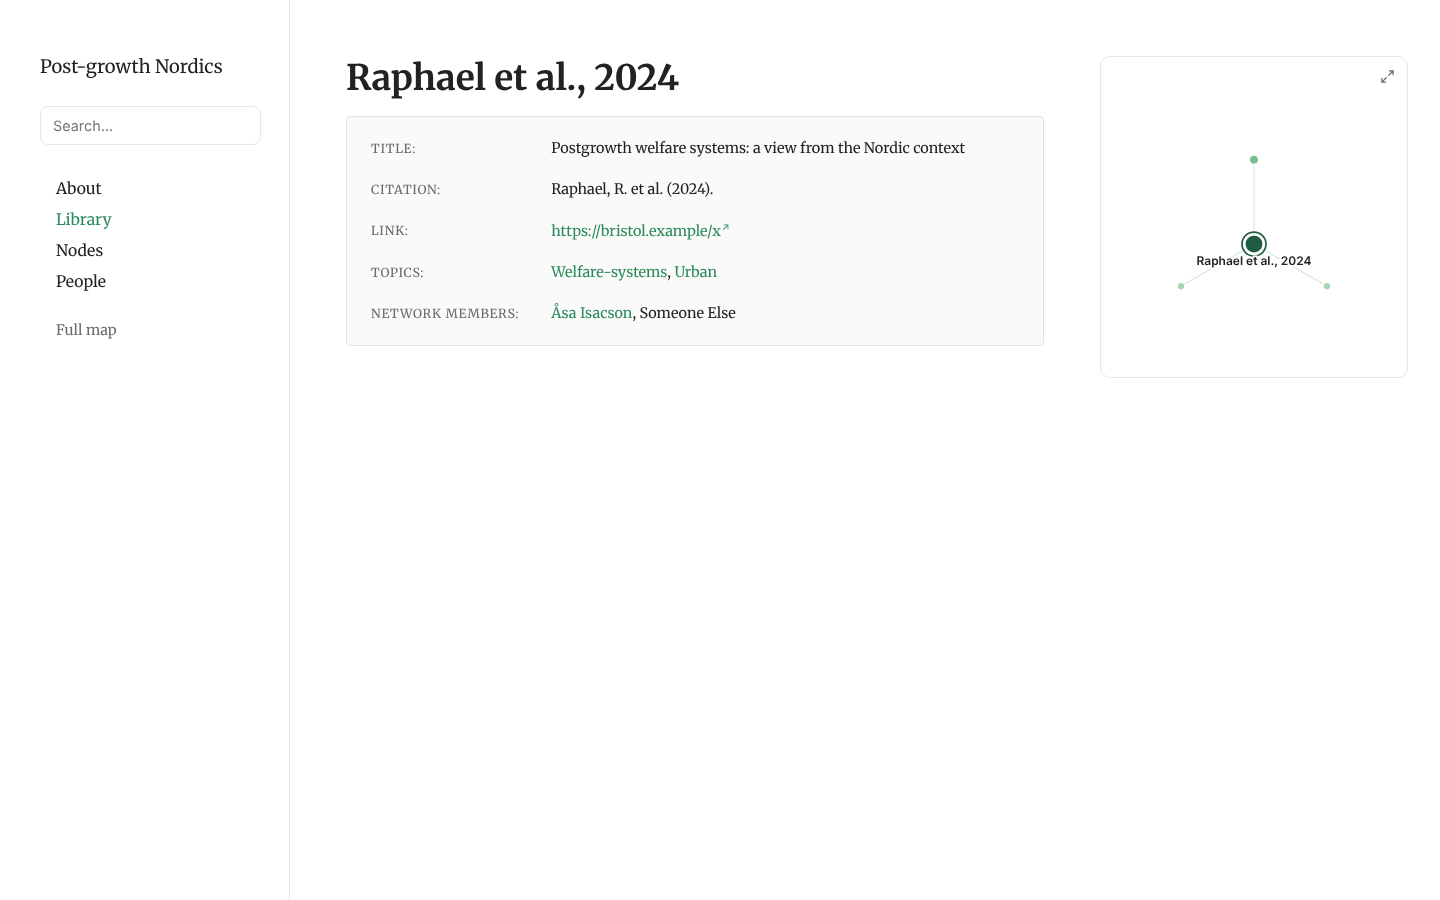 Post-growth Nordics
Search...
About
Library
Nodes
People
Full map
Raphael et al., 2024
TITLE: Postgrowth welfare systems: a view from the Nordic context
CITATION: Raphael, R. et al. (2024).
LINK: https://bristol.example/x↗
TOPICS: Welfare-systems, Urban
NETWORK MEMBERS: Åsa Isacson, Someone Else
Raphael et al., 2024